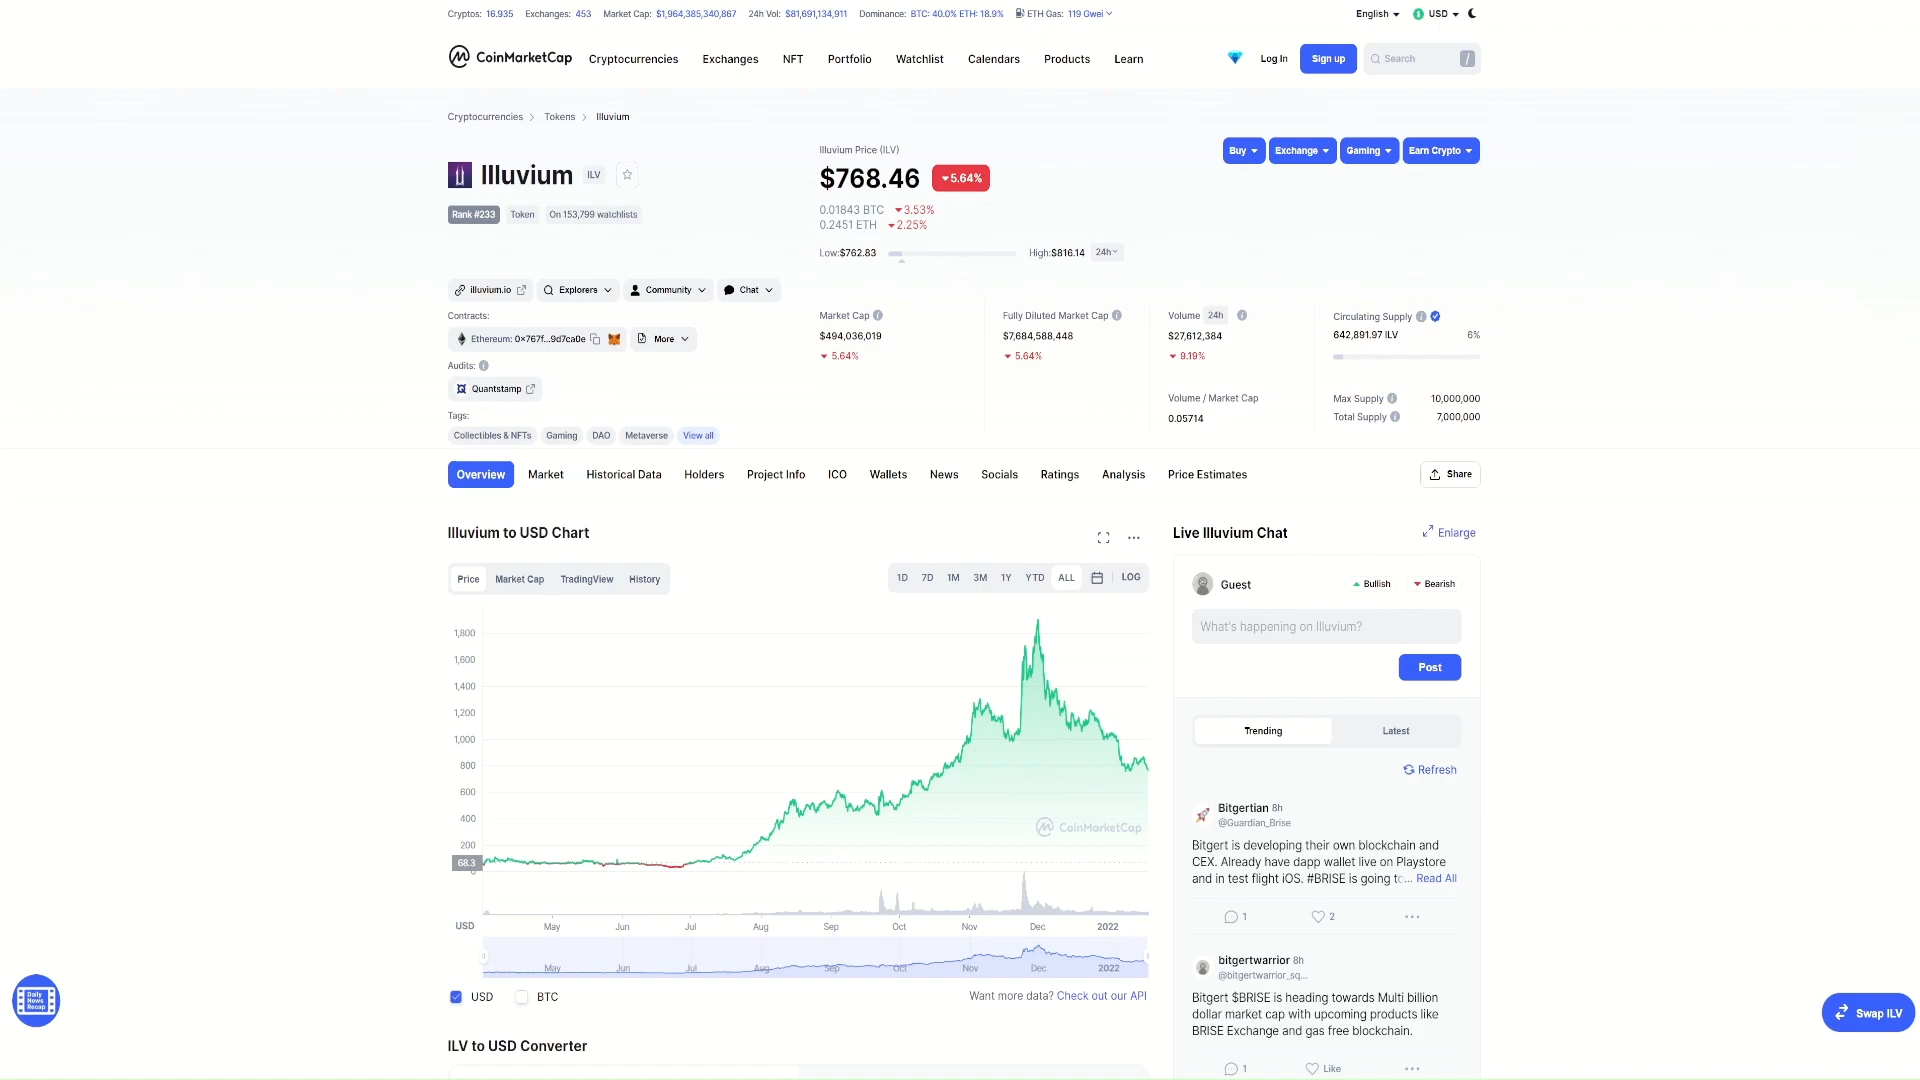 Cryptos: 16.935 Exchanges: 453 Market Cap: $1,964,385,340,867 24h Vol: $81,691,134,911 Dominance: BTC: 40.0% ETH: 18.9% ETH Gas: 119 Gwei English USD
CoinMarketCap Cryptocurrencies Exchanges NFT Portfolio Watchlist Calendars Products Learn Log In Sign up Search /
Cryptocurrencies Tokens Illuvium
Illuvium ILV
Rank #233 Token On 153,799 watchlists
Illuvium Price (ILV)
$768.46 5.64%
0.01843 BTC 3.53%
0.2451 ETH 2.25%
Low:$762.83 High:$816.14 24h
Buy Exchange Gaming Earn Crypto
illuvium.io Explorers Community Chat
Contracts:
Ethereum: 0x767f...9d7ca0e More
Audits:
Quantstamp
Tags:
Collectibles & NFTs Gaming DAO Metaverse View all
Market Cap
$494,036,019
5.64%
Fully Diluted Market Cap
$7,684,588,448
5.64%
Volume 24h
$27,612,384
9.19%
Volume / Market Cap
0.05714
Circulating Supply
642,891.97 ILV 6%
Max Supply 10,000,000
Total Supply 7,000,000
Overview Market Historical Data Holders Project Info ICO Wallets News Socials Ratings Analysis Price Estimates Share
Illuvium to USD Chart
Price Market Cap TradingView History 1D 7D 1M 3M 1Y YTD ALL LOG
1,800
1,600
1,400
1,200
1,000
800
600
400
200
68.3
0
CoinMarketCap
USD May Jun Jul Aug Sep Oct Nov Dec 2022
May Jun Jul Aug Sep Oct Nov Dec 2022
USD BTC Want more data? Check out our API
ILV to USD Converter
Live Illuvium Chat Enlarge
Guest Bullish Bearish
What's happening on Illuvium?
Post
Trending Latest
Refresh
Bitgertian 8h
@Guardian_Brise
Bitgert is developing their own blockchain and
CEX. Already have dapp wallet live on Playstore
and in test flight iOS. #BRISE is going to... Read All
1 2
bitgertwarrior 8h
@bitgertwarrior_sq...
Bitgert $BRISE is heading towards Multi billion
dollar market cap with upcoming products like
BRISE Exchange and gas free blockchain.
1 Like
Daily
News
Recap
Swap ILV